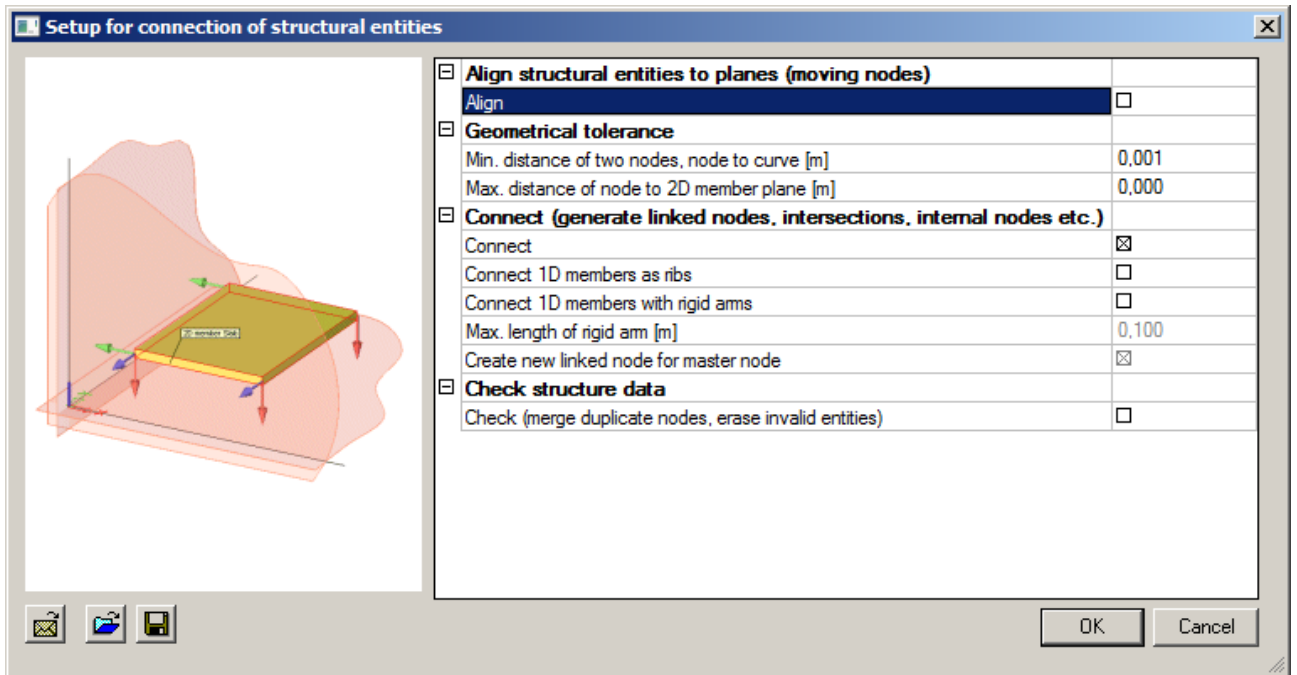 Setup for connection of structural entities
Align structural entities to planes (moving nodes)
Align
Geometrical tolerance
Min. distance of two nodes, node to curve [m] 0,001
Max. distance of node to 2D member plane [m] 0,000
Connect (generate linked nodes, intersections, internal nodes etc.)
Connect
Connect 1D members as ribs
Connect 1D members with rigid arms
Max. length of rigid arm [m] 0,100
Create new linked node for master node
Check structure data
Check (merge duplicate nodes, erase invalid entities)
2D member Slab
OK Cancel